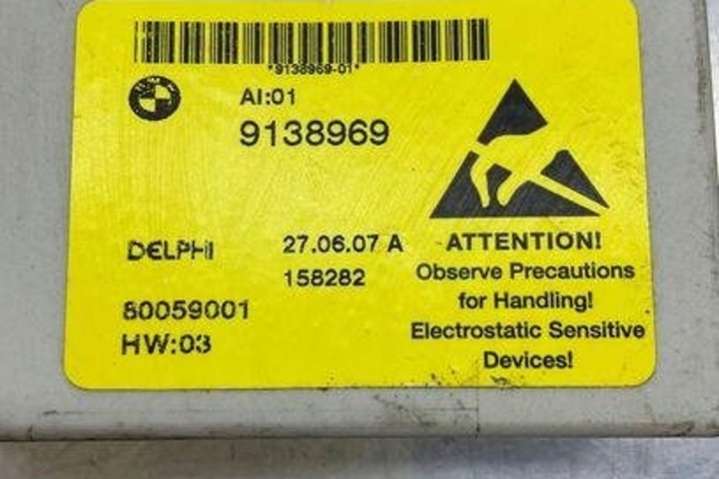 *9138969-01*
AI:01
9138969
DELPHI
27.06.07 A
158282
80059001
HW:03
ATTENTION!
Observe Precautions
for Handling!
Electrostatic Sensitive
Devices!